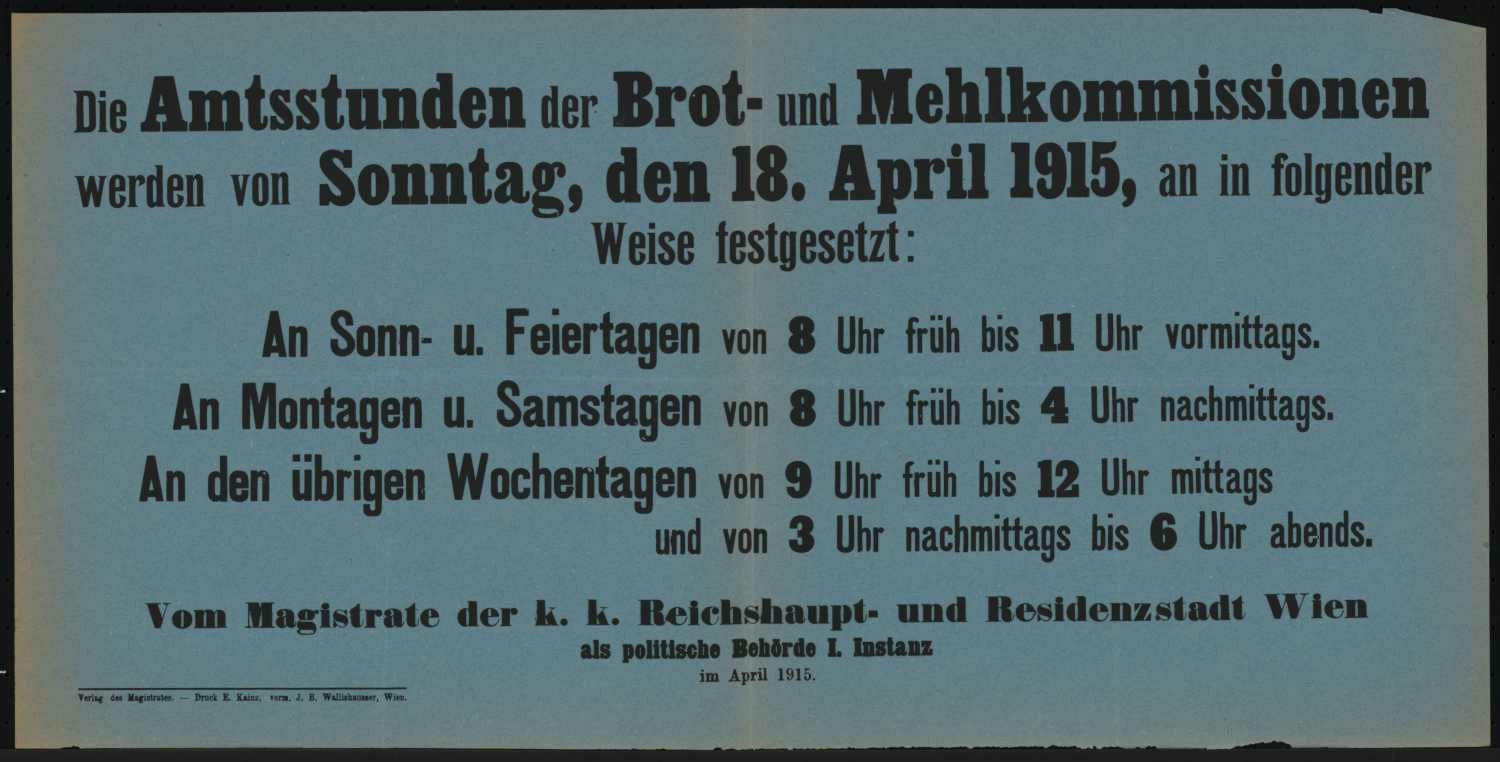 Die Amtsstunden der Brot- und Mehlkommissionen
werden von Sonntag, den 18. April 1915, an in folgender
Weise festgesetzt:
An Sonn- u. Feiertagen von 8 Uhr früh bis 11 Uhr vormittags.
An Montagen u. Samstagen von 8 Uhr früh bis 4 Uhr nachmittags.
An den übrigen Wochentagen von 9 Uhr früh bis 12 Uhr mittags
und von 3 Uhr nachmittags bis 6 Uhr abends.
Vom Magistrate der k. k. Reichshaupt- und Residenzstadt Wien
als politische Behörde I. Instanz
im April 1915.
Verlag des Magistrates. — Druck E. Kainz, vorm. J. B. Wallishausser, Wien.